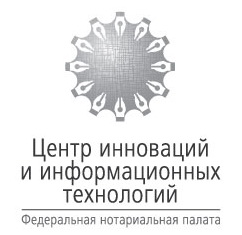 Центр инноваций
и информационных
технологий
Федеральная нотариальная палата